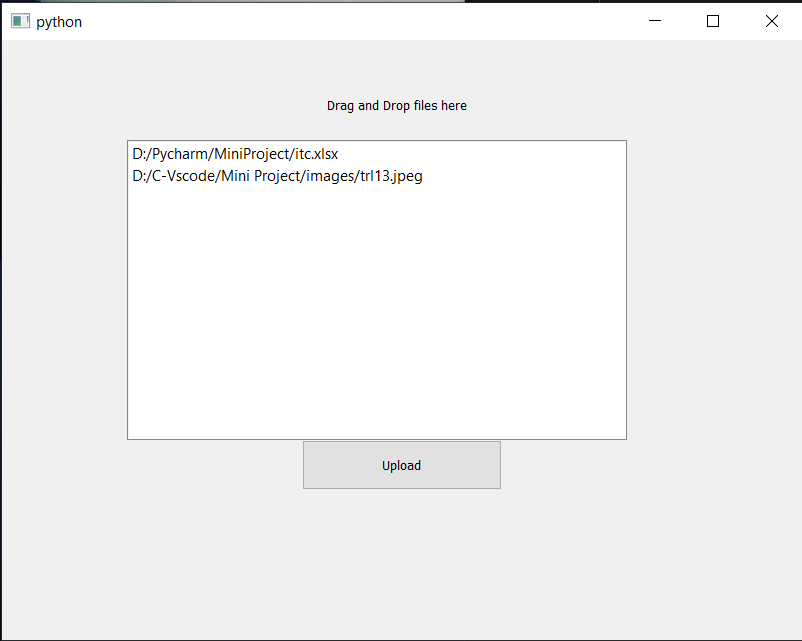 python
Drag and Drop files here
D:/Pycharm/MiniProject/itc.xlsx
D:/C-Vscode/Mini Project/images/trl13.jpeg
Upload